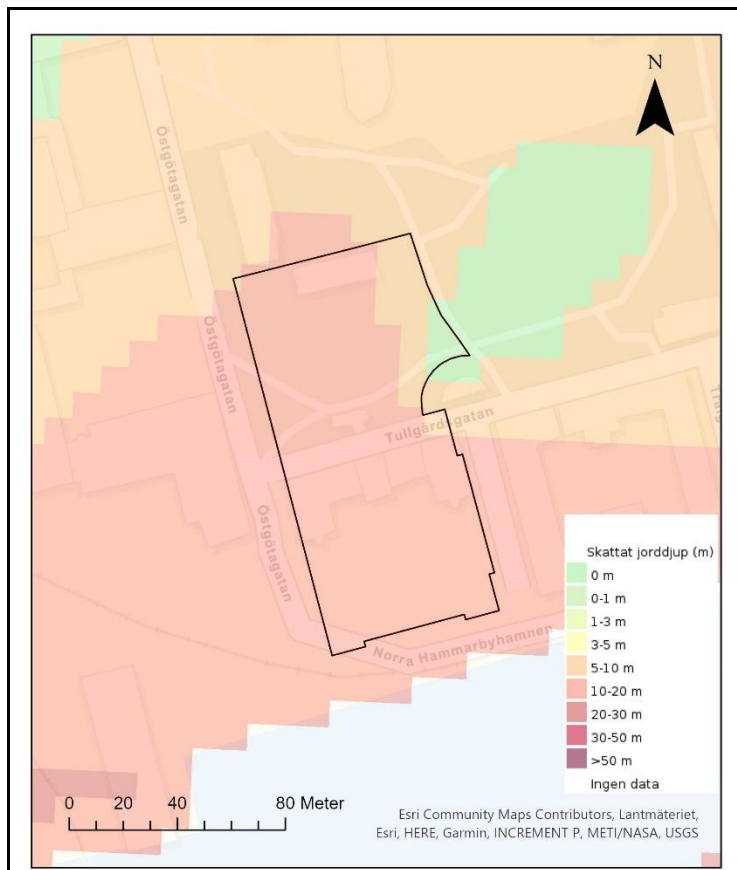 N
Östgötagatan
Östgötagatan
Tullgårdsgatan
Östgötagatan
Norra Hammarbyhamnen
Skattat jorddjup (m)
0 m
0-1 m
1-3 m
3-5 m
5-10 m
10-20 m
20-30 m
30-50 m
>50 m
Ingen data
0 20 40 80 Meter
Esri Community Maps Contributors, Lantmäteriet,
Esri, HERE, Garmin, INCREMENT P, METI/NASA, USGS